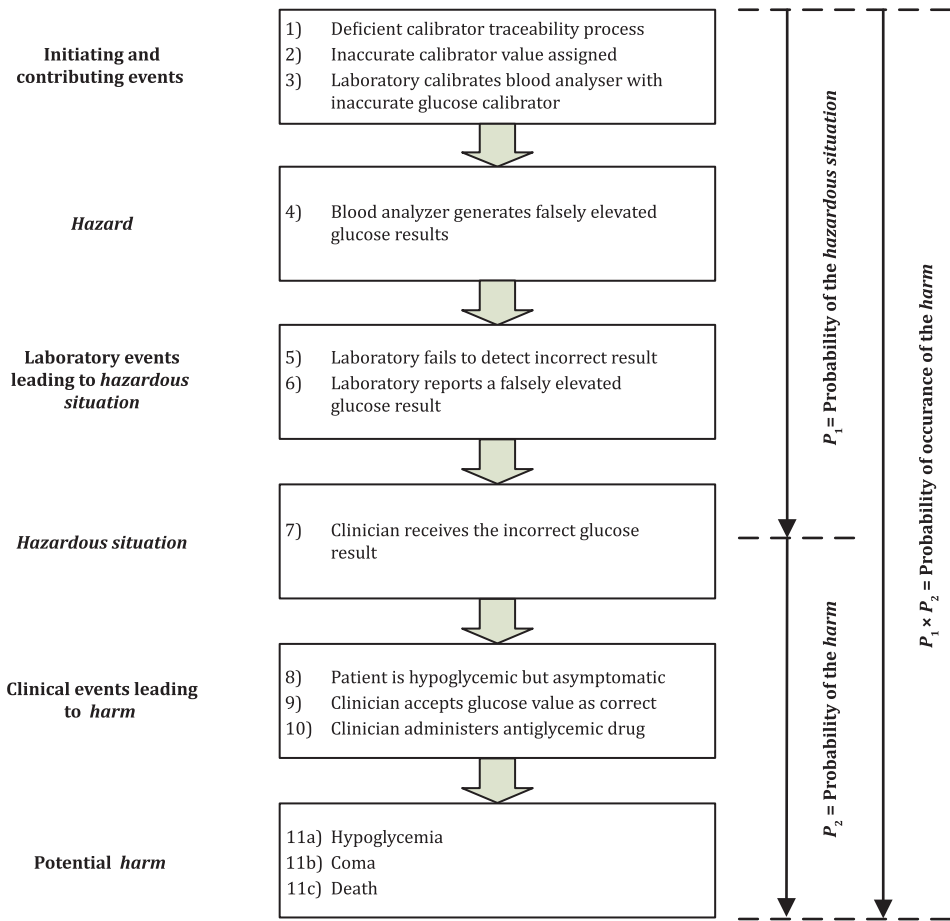 Initiating and
contributing events
1) Deficient calibrator traceability process
2) Inaccurate calibrator value assigned
3) Laboratory calibrates blood analyser with
inaccurate glucose calibrator
Hazard
4) Blood analyzer generates falsely elevated
glucose results
Laboratory events
leading to hazardous
situation
5) Laboratory fails to detect incorrect result
6) Laboratory reports a falsely elevated
glucose result
Hazardous situation
7) Clinician receives the incorrect glucose
result
Clinical events leading
to harm
8) Patient is hypoglycemic but asymptomatic
9) Clinician accepts glucose value as correct
10) Clinician administers antiglycemic drug
Potential harm
11a) Hypoglycemia
11b) Coma
11c) Death
P1= Probability of the hazardous situation
P2 = Probability of the harm
P1 × P2 = Probability of occurance of the harm